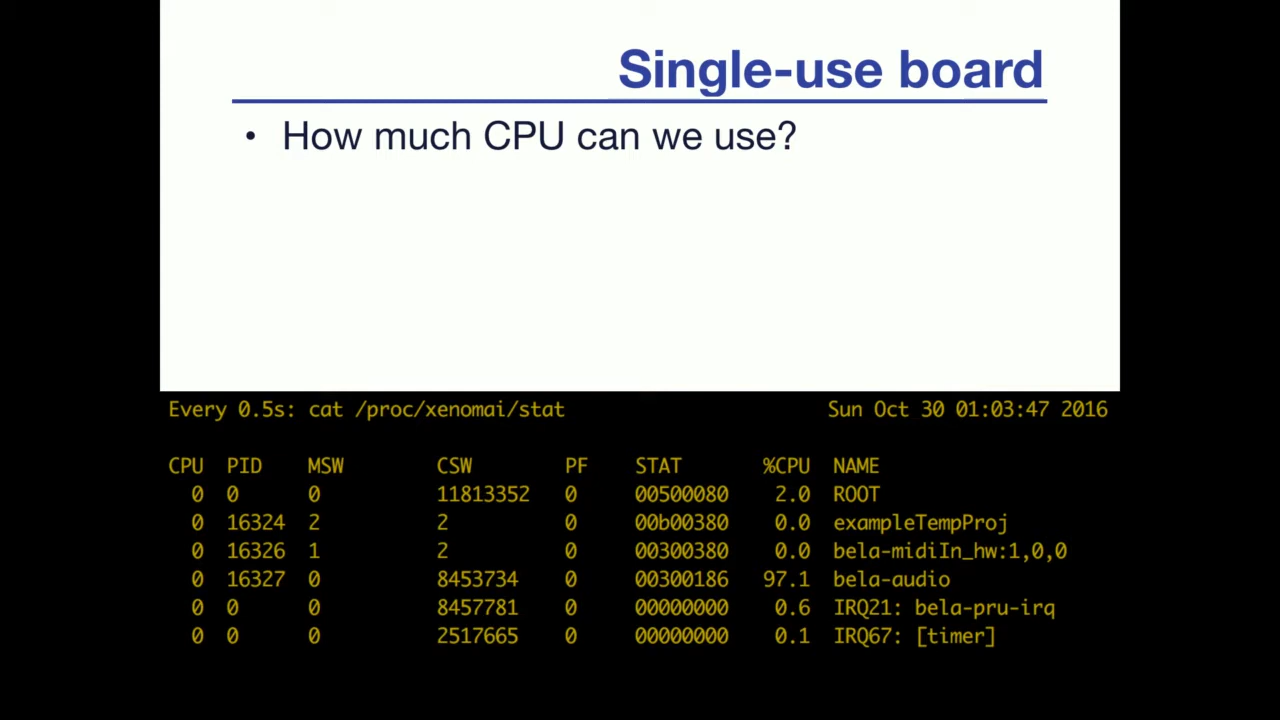 Single-use board
• How much CPU can we use?
Every 0.5s: cat /proc/xenomai/stat Sun Oct 30 01:03:47 2016
CPU PID MSW CSW PF STAT %CPU NAME
0 0 0 11813352 0 00500080 2.0 ROOT
0 16324 2 2 0 00b00380 0.0 exampleTempProj
0 16326 1 2 0 00300380 0.0 bela-midiIn_hw:1,0,0
0 16327 0 8453734 0 00300186 97.1 bela-audio
0 0 0 8457781 0 00000000 0.6 IRQ21: bela-pru-irq
0 0 0 2517665 0 00000000 0.1 IRQ67: [timer]